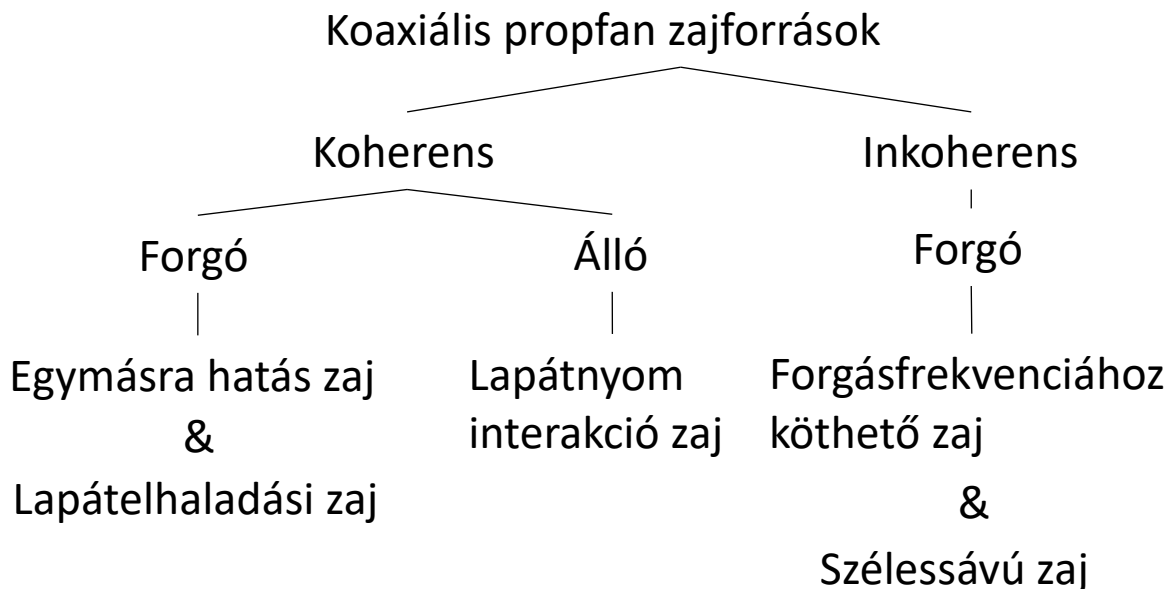 Koaxiális propfan zajforrások
Koherens
Inkoherens
Forgó
Álló
Forgó
Egymásra hatás zaj
&
Lapátelhaladási zaj
Lapátnyom
interakció zaj
Forgásfrekvenciához
köthető zaj
&
Szélessávú zaj